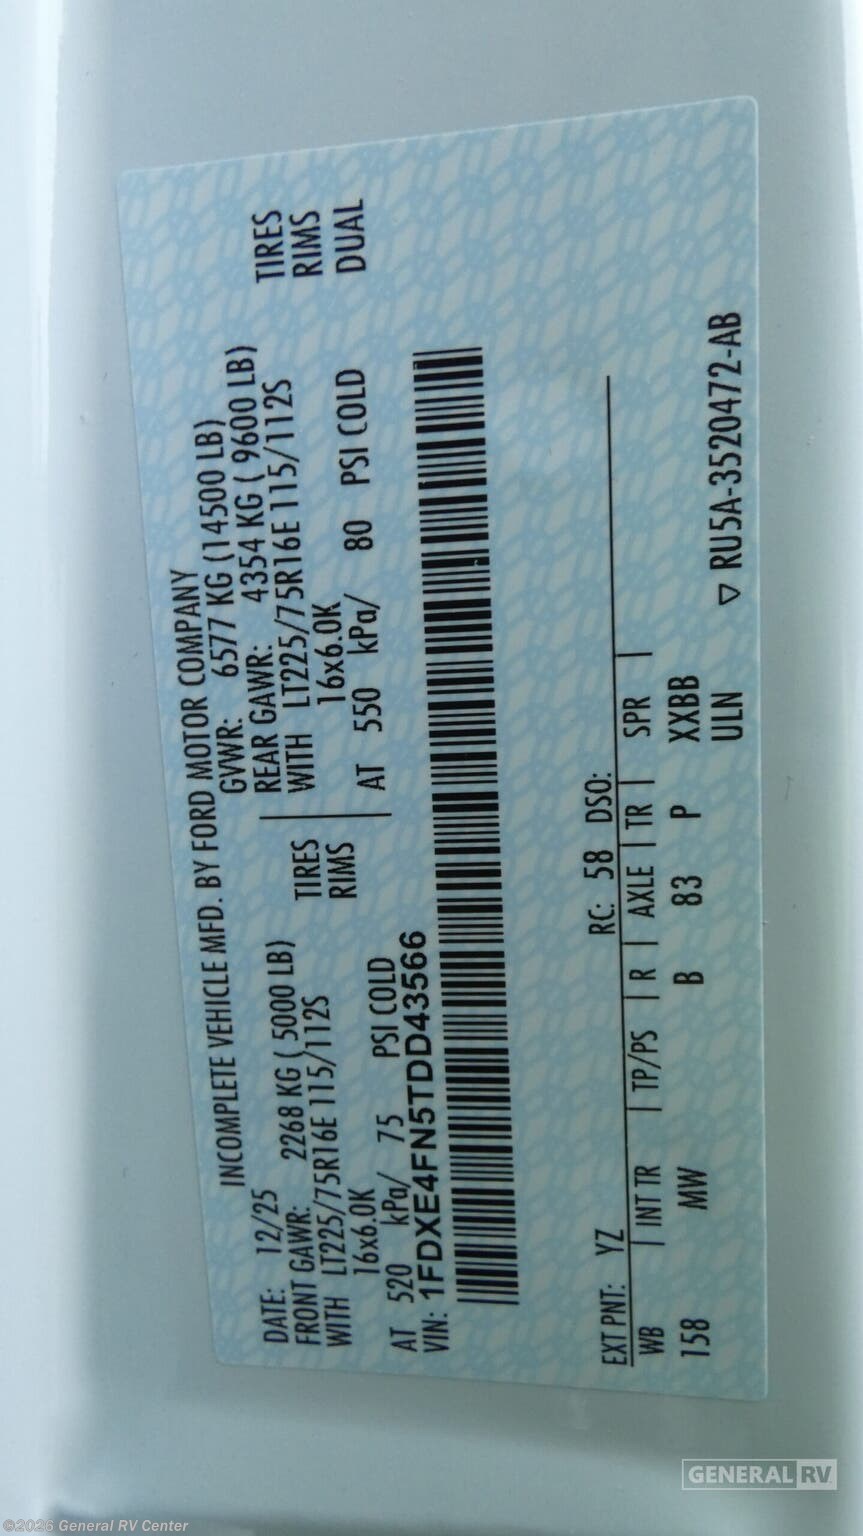 INCOMPLETE VEHICLE MFD. BY FORD MOTOR COMPANY
DATE: 12/25 GVWR: 6577 KG (14500 LB)
FRONT GAWR: 2268 KG ( 5000 LB) REAR GAWR: 4354 KG ( 9600 LB)
WITH LT225/75R16E 115/112S TIRES WITH LT225/75R16E 115/112S TIRES
16x6.0K RIMS 16x6.0K RIMS
AT 520 kPa/ 75 PSI COLD AT 550 kPa/ 80 PSI COLD DUAL
VIN: 1FDXE4FN5TDD43566
EXT PNT: YZ RC: 58 DSO:
WB | INT TR | TP/PS | R | AXLE | TR | SPR |
158 MW B 83 P XXBB
ULN ▽ RU5A-3520472-AB
GENERAL RV
©2026 General RV Center